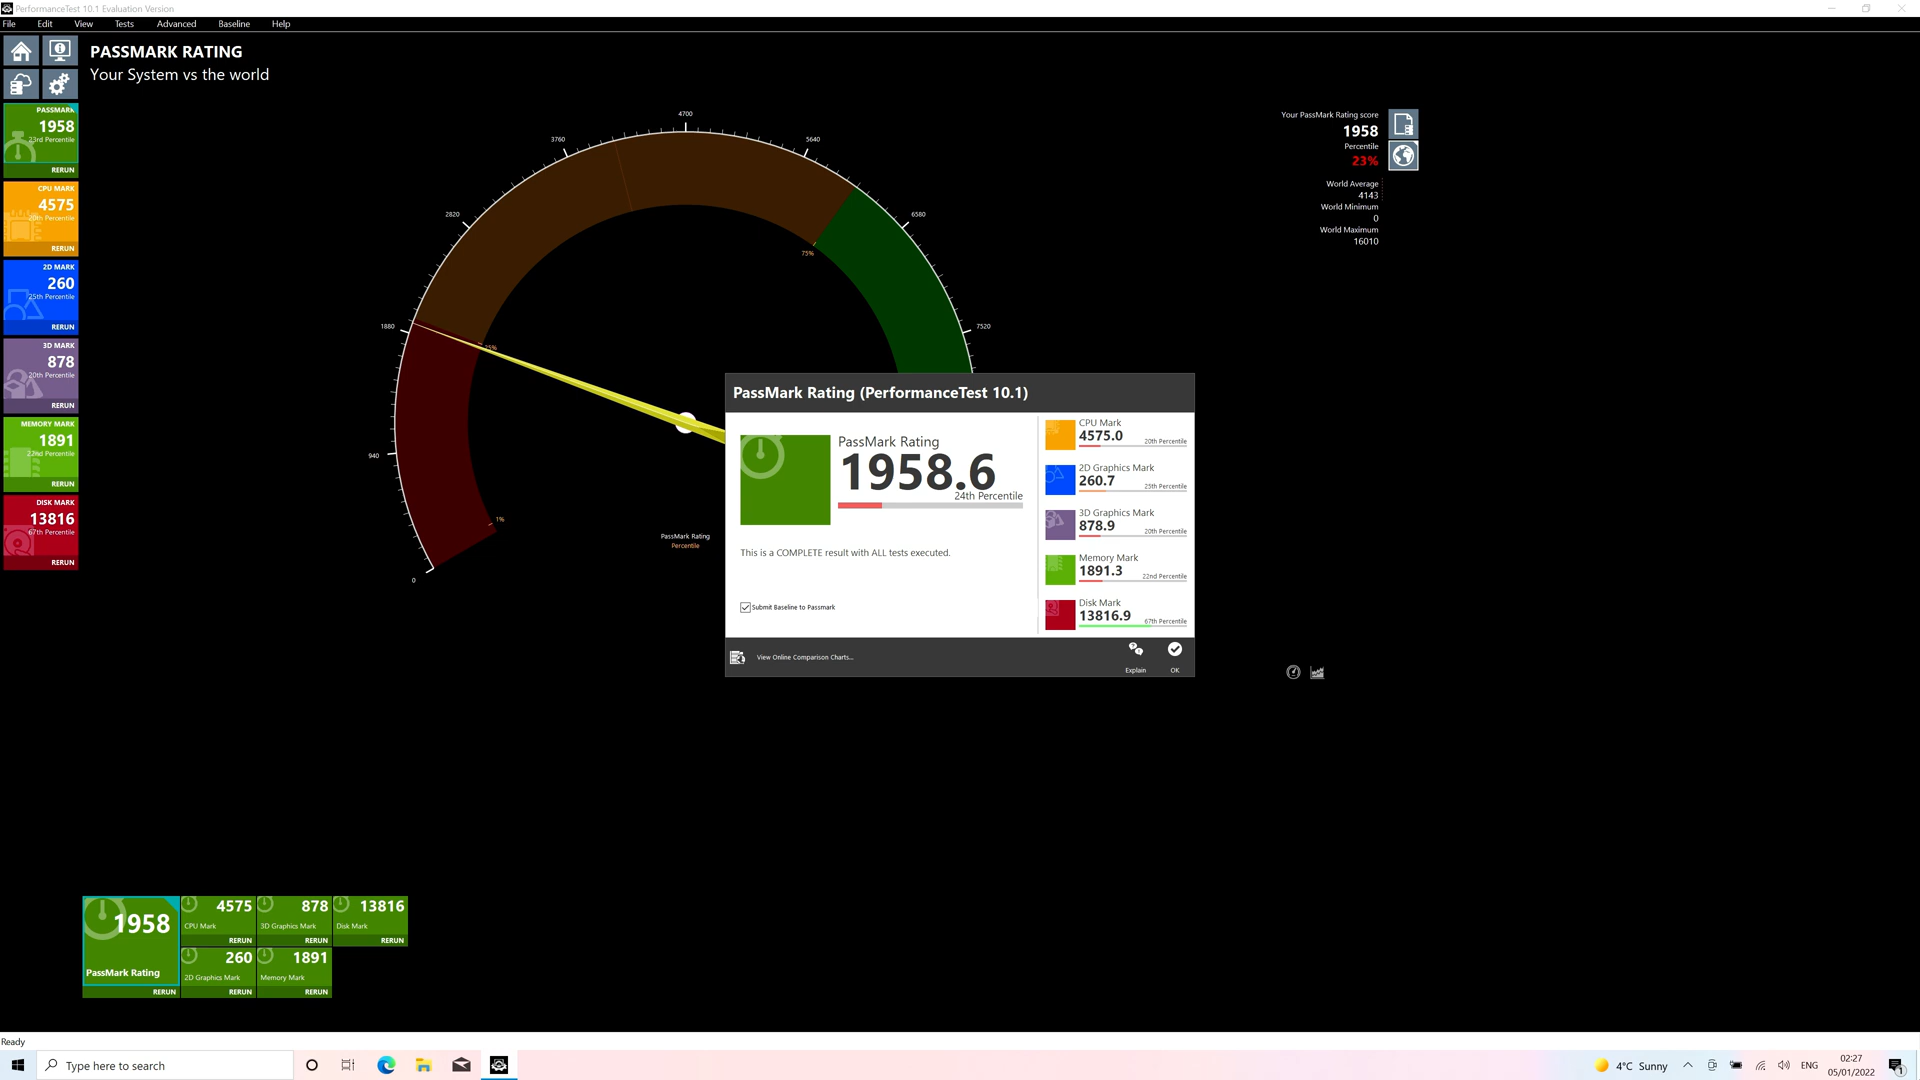 PerformanceTest 10.1 Evaluation Version
File Edit View Tests Advanced Baseline Help
PASSMARK RATING
Your System vs the world
PASSMARK
1958
23rd Percentile
RERUN
CPU MARK
4575
20th Percentile
RERUN
2D MARK
260
25th Percentile
RERUN
3D MARK
878
20th Percentile
RERUN
MEMORY MARK
1891
22nd Percentile
RERUN
DISK MARK
13816
67th Percentile
RERUN
0
940
1880
2820
3760
4700
5640
6580
7520
1%
25%
75%
PassMark Rating
Percentile
Your PassMark Rating score
1958
Percentile
23%
World Average
4143
World Minimum
0
World Maximum
16010
PassMark Rating (PerformanceTest 10.1)
PassMark Rating
1958.6
24th Percentile
This is a COMPLETE result with ALL tests executed.
Submit Baseline to Passmark
CPU Mark
4575.0
20th Percentile
2D Graphics Mark
260.7
25th Percentile
3D Graphics Mark
878.9
20th Percentile
Memory Mark
1891.3
22nd Percentile
Disk Mark
13816.9
67th Percentile
View Online Comparison Charts...
Explain
OK
1958
PassMark Rating
RERUN
4575
CPU Mark
RERUN
878
3D Graphics Mark
RERUN
13816
Disk Mark
RERUN
260
2D Graphics Mark
RERUN
1891
Memory Mark
RERUN
Ready
Type here to search
4°C Sunny
ENG
02:27
05/01/2022
1